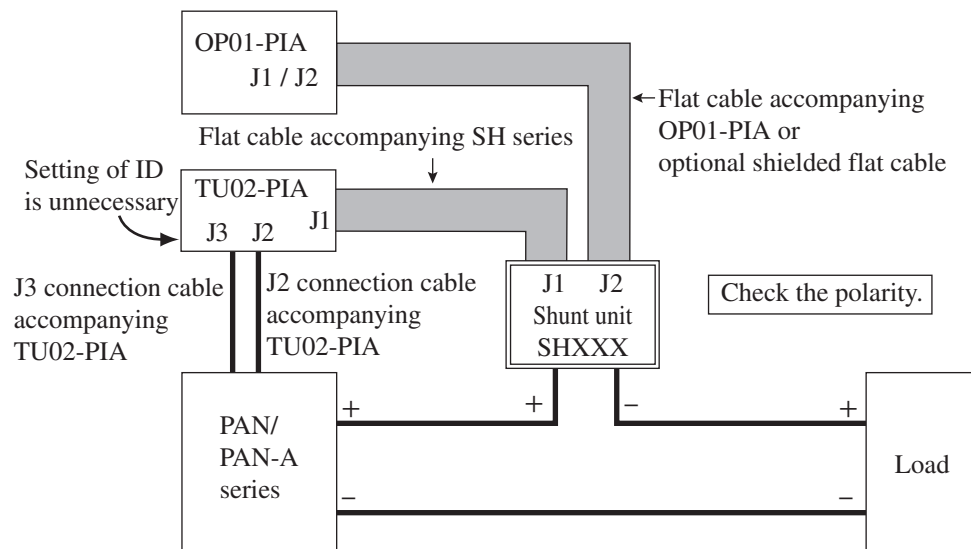 OP01-PIA
J1 / J2
Flat cable accompanying
OP01-PIA or
optional shielded flat cable
Flat cable accompanying SH series
Setting of ID
is unnecessary
TU02-PIA
J1
J3 J2
J3 connection cable
accompanying
TU02-PIA
J2 connection cable
accompanying
TU02-PIA
J1 J2
Shunt unit
SHXXX
Check the polarity.
+ + − +
PAN/
PAN-A
series
Load
− −